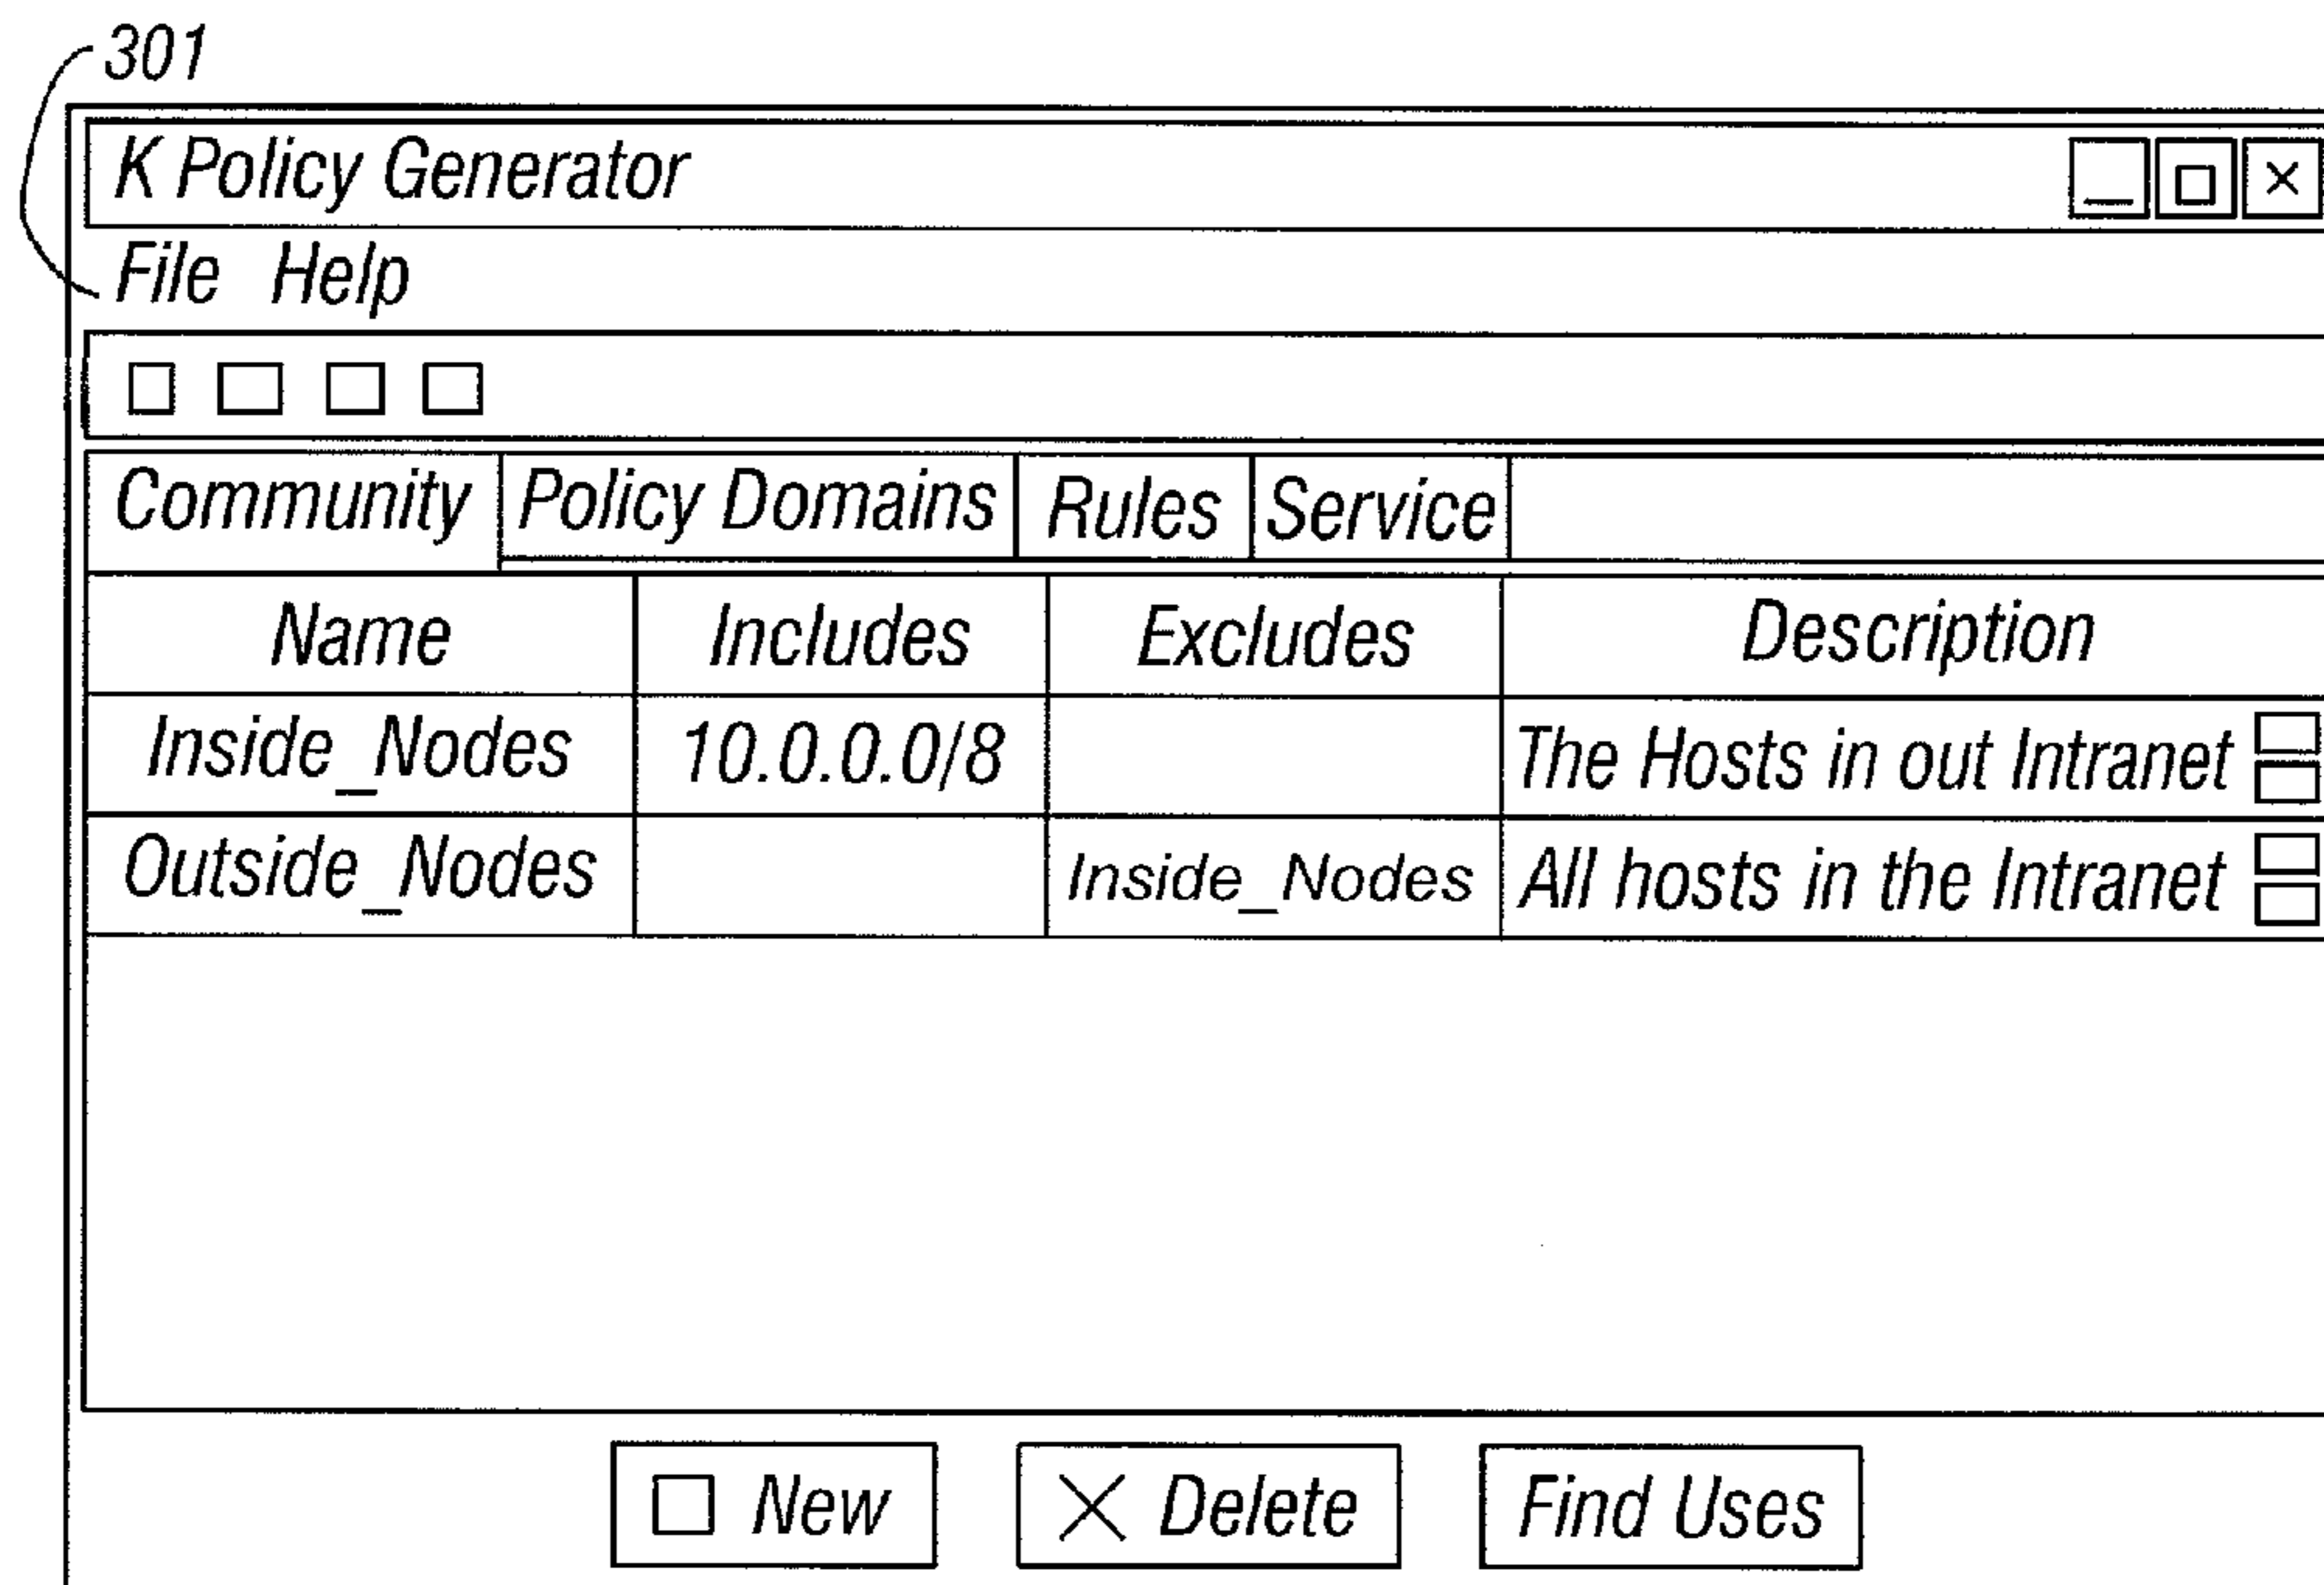 301
K Policy Generator
File Help
Community Policy Domains Rules Service
Name Includes Excludes Description
Inside_Nodes 10.0.0.0/8 The Hosts in out Intranet
Outside_Nodes Inside_Nodes All hosts in the Intranet
New Delete Find Uses